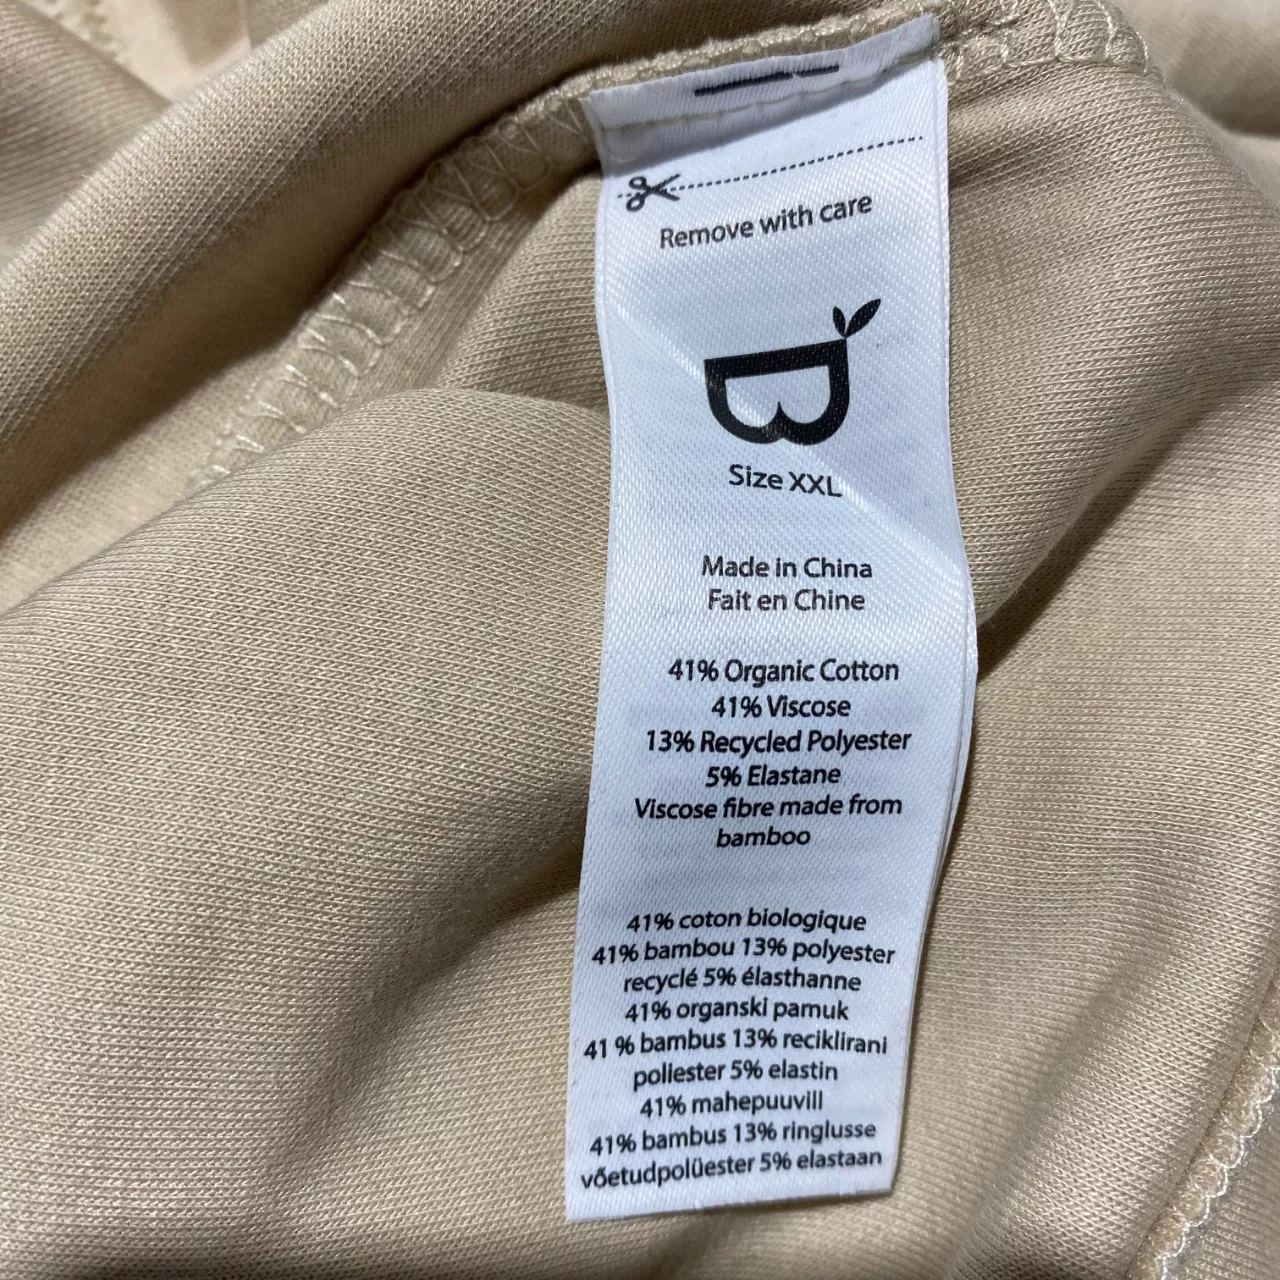 Remove with care
B
Size XXL
Made in China
Fait en Chine
41% Organic Cotton
41% Viscose
13% Recycled Polyester
5% Elastane
Viscose fibre made from
bamboo
41% coton biologique
41% bambou 13% polyester
recyclé 5% élasthanne
41% organski pamuk
41 % bambus 13% reciklirani
poliester 5% elastin
41% mahepuuvill
41% bambus 13% ringlusse
võetudpolüester 5% elastaan